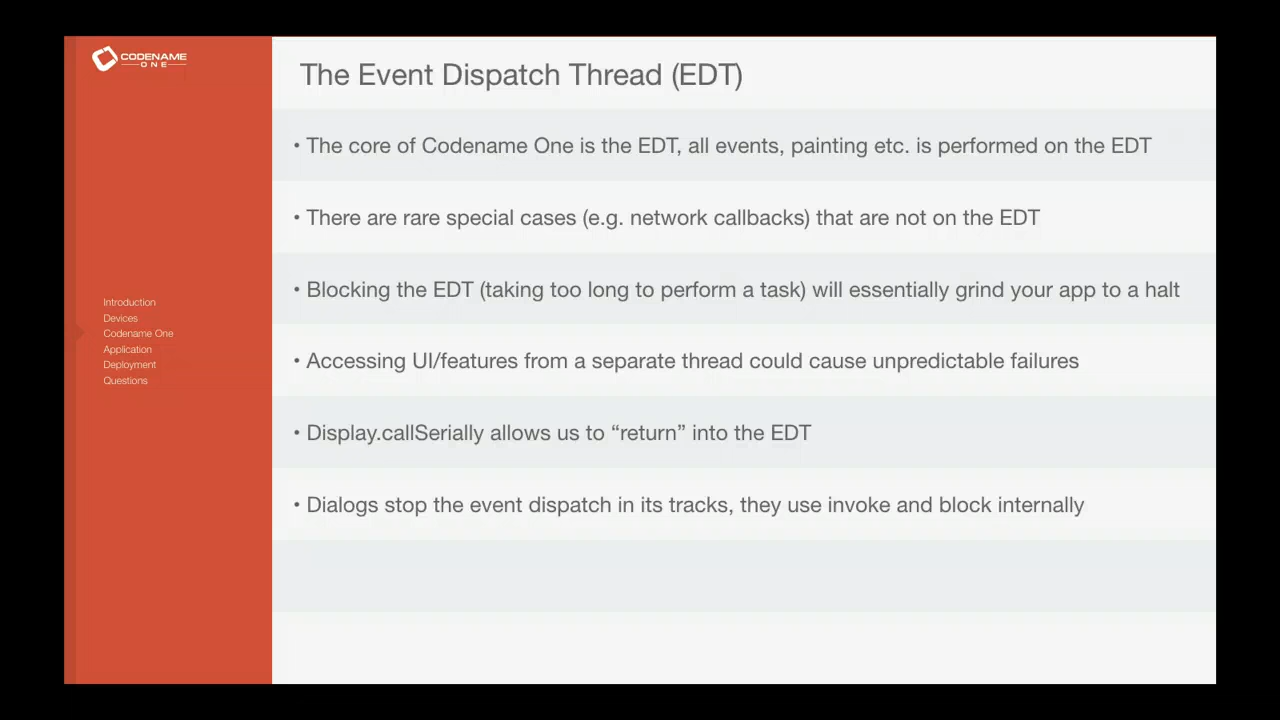 CODENAME
ONE
The Event Dispatch Thread (EDT)
• The core of Codename One is the EDT, all events, painting etc. is performed on the EDT
• There are rare special cases (e.g. network callbacks) that are not on the EDT
• Blocking the EDT (taking too long to perform a task) will essentially grind your app to a halt
• Accessing UI/features from a separate thread could cause unpredictable failures
• Display.callSerially allows us to “return” into the EDT
• Dialogs stop the event dispatch in its tracks, they use invoke and block internally
Introduction
Devices
Codename One
Application
Deployment
Questions